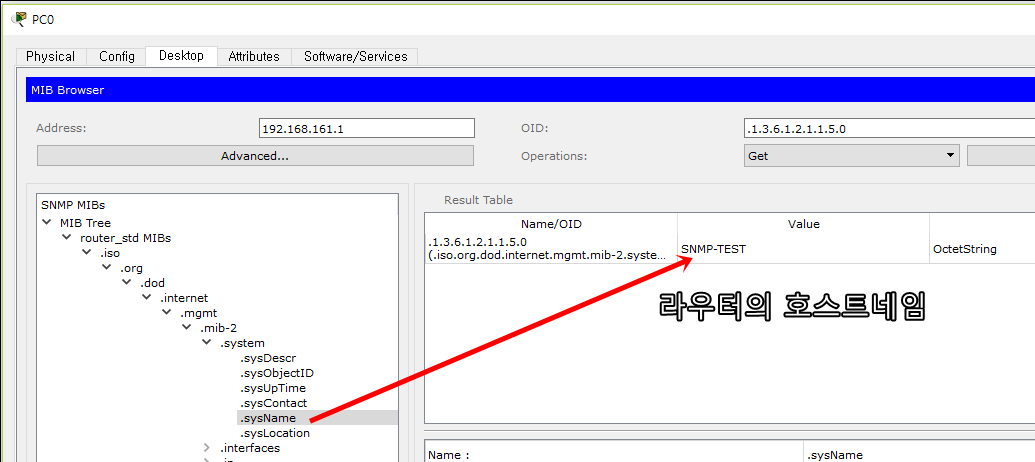 PC0
Physical Config Desktop Attributes Software/Services
MIB Browser
Address: 192.168.161.1 OID: .1.3.6.1.2.1.1.5.0
Advanced... Operations: Get
SNMP MIBs
MIB Tree
router_std MIBs
.iso
.org
.dod
.internet
.mgmt
.mib-2
.system
.sysDescr
.sysObjectID
.sysUpTime
.sysContact
.sysName
.sysLocation
.interfaces
Result Table
Name/OID Value
.1.3.6.1.2.1.1.5.0
(.iso.org.dod.internet.mgmt.mib-2.syste... SNMP-TEST OctetString
라우터의 호스트네임
Name : .sysName